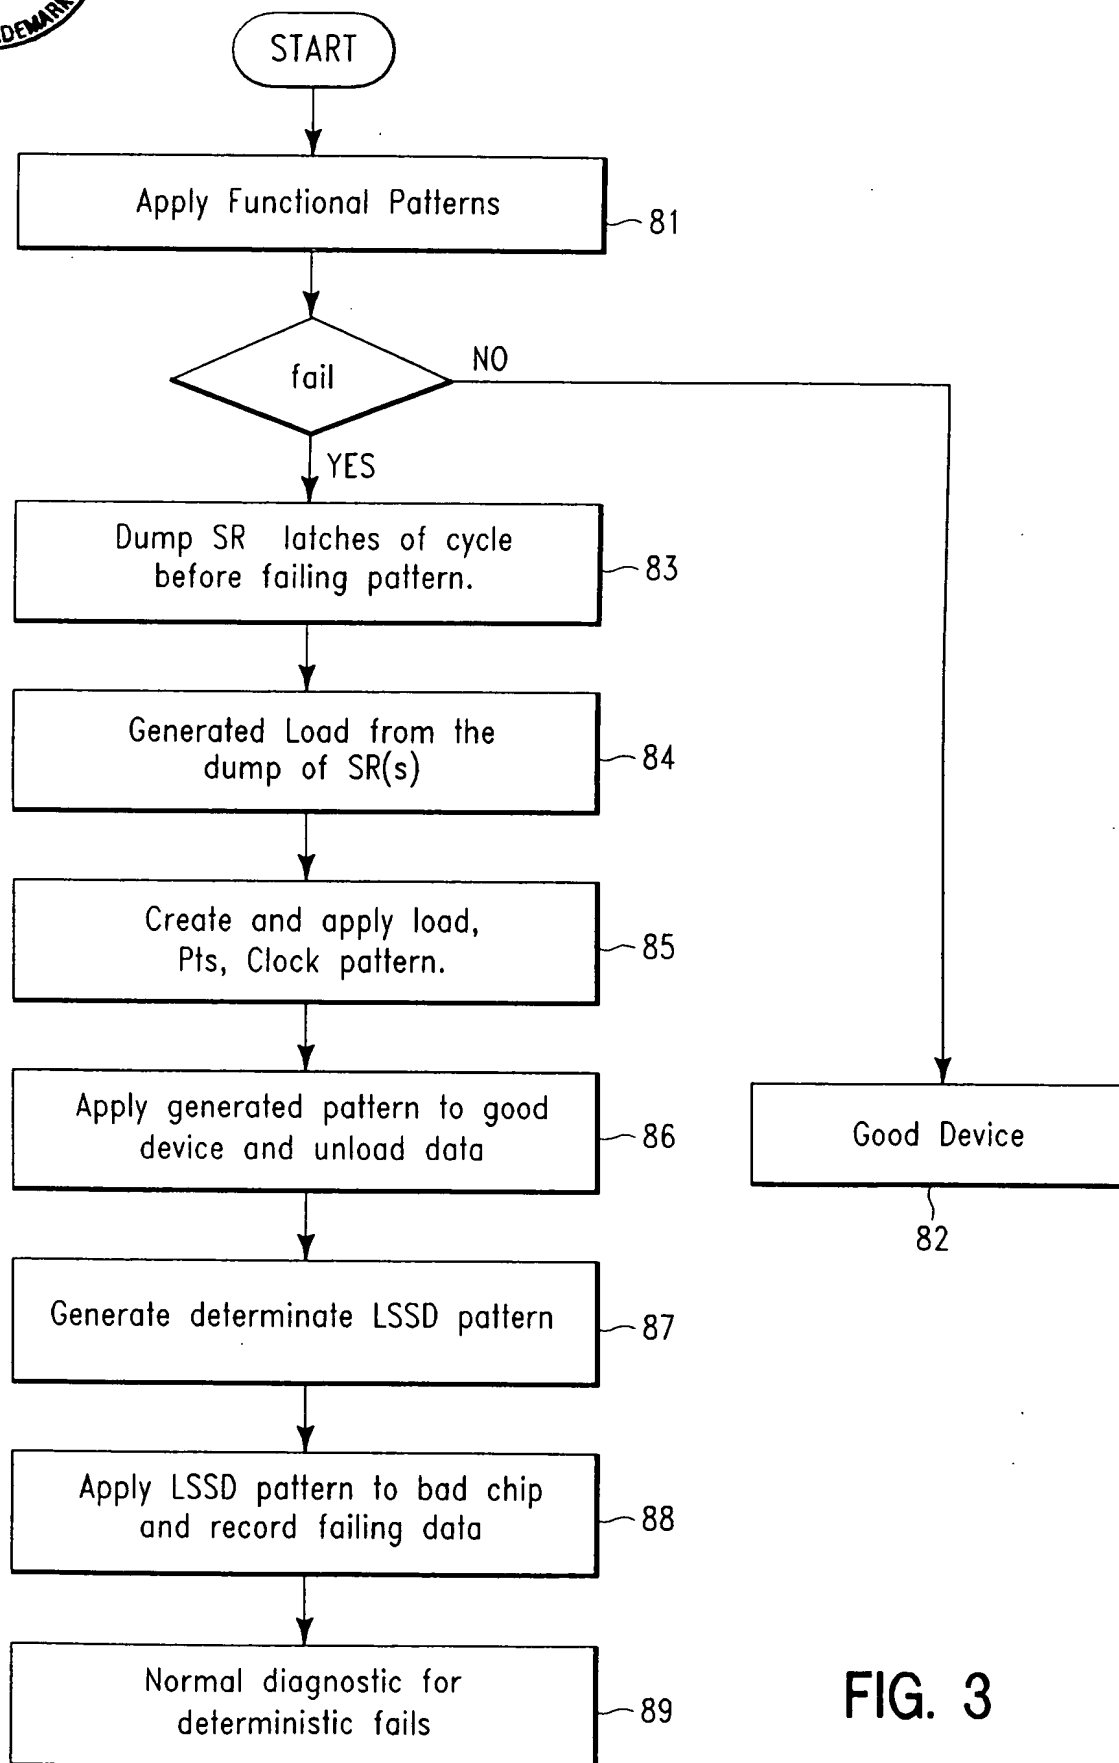 DEMARK
START
Apply Functional Patterns
81
fail
NO
YES
Dump SR latches of cycle
before failing pattern.
83
Generated Load from the
dump of SR(s)
84
Create and apply load,
PIs, Clock pattern.
85
Apply generated pattern to good
device and unload data
86
Good Device
82
Generate determinate LSSD pattern
87
Apply LSSD pattern to bad chip
and record failing data
88
Normal diagnostic for
deterministic fails
89
FIG. 3